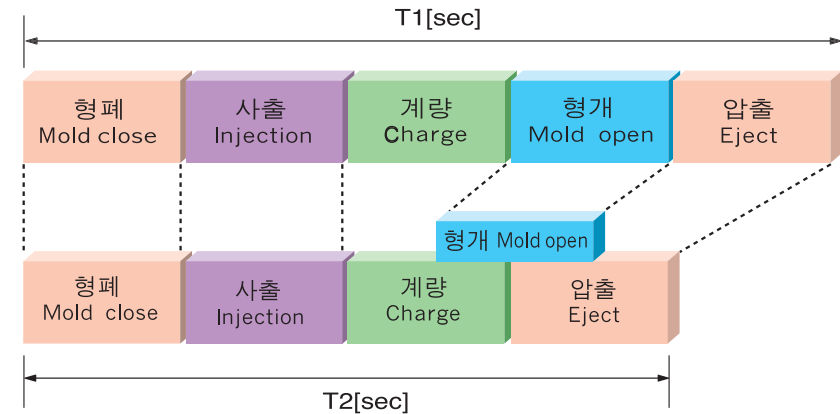 T1[sec]
형폐
Mold close
사출
Injection
계량
Charge
형개
Mold open
압출
Eject
형개 Mold open
형폐
Mold close
사출
Injection
계량
Charge
압출
Eject
T2[sec]